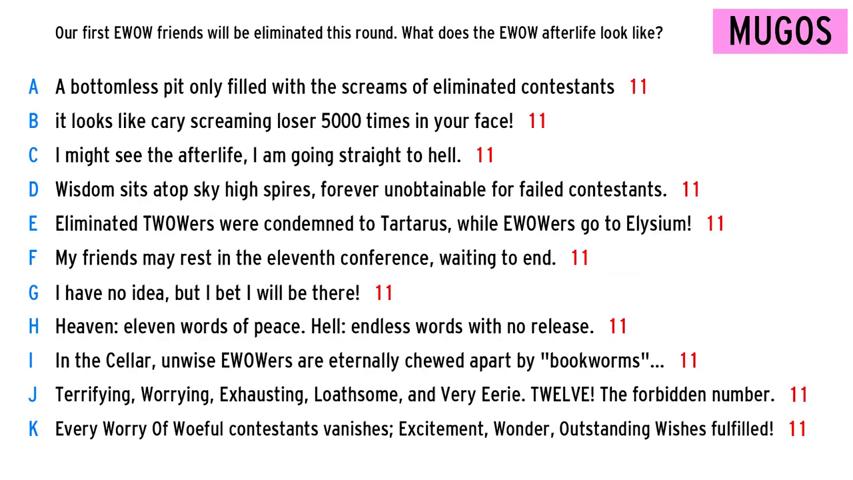 Our first EWOW friends will be eliminated this round. What does the EWOW afterlife look like?
MUGOS
A A bottomless pit only filled with the screams of eliminated contestants 11
B it looks like cary screaming loser 5000 times in your face! 11
C I might see the afterlife, I am going straight to hell. 11
D Wisdom sits atop sky high spires, forever unobtainable for failed contestants. 11
E Eliminated TWOWers were condemned to Tartarus, while EWOWers go to Elysium! 11
F My friends may rest in the eleventh conference, waiting to end. 11
G I have no idea, but I bet I will be there! 11
H Heaven: eleven words of peace. Hell: endless words with no release. 11
I In the Cellar, unwise EWOWers are eternally chewed apart by "bookworms"... 11
J Terrifying, Worrying, Exhausting, Loathsome, and Very Eerie. TWELVE! The forbidden number. 11
K Every Worry Of Woeful contestants vanishes; Excitement, Wonder, Outstanding Wishes fulfilled! 11